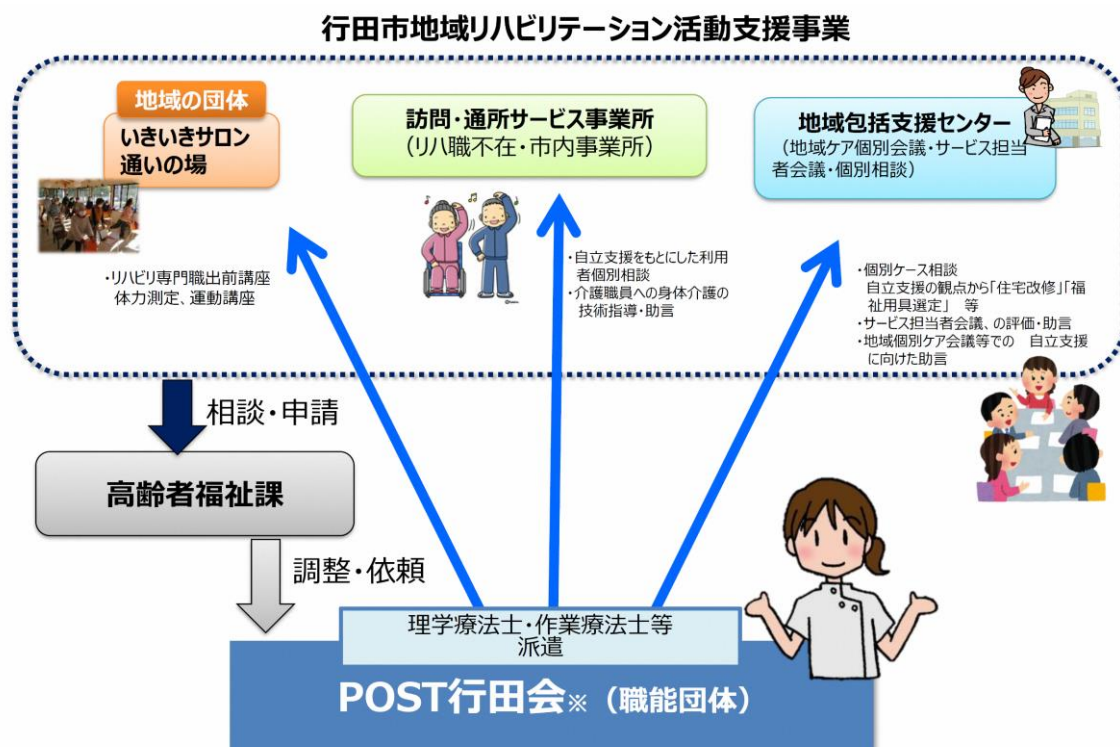 行田市地域リハビリテーション活動支援事業
地域の団体
いきいきサロン
通いの場
・リハビリ専門職出前講座
体力測定、運動講座
訪問・通所サービス事業所
（リハ職不在・市内事業所）
・自立支援をもとにした利用
者個別相談
・介護職員への身体介護の
技術指導・助言
地域包括支援センター
（地域ケア個別会議・サービス担当
者会議・個別相談）
・個別ケース相談
自立支援の観点から「住宅改修」「福
祉用具選定」　等
・サービス担当者会議、の評価・助言
・地域個別ケア会議等での　自立支援
に向けた助言
相談・申請
高齢者福祉課
調整・依頼
理学療法士・作業療法士等
派遣
POST行田会※（職能団体）